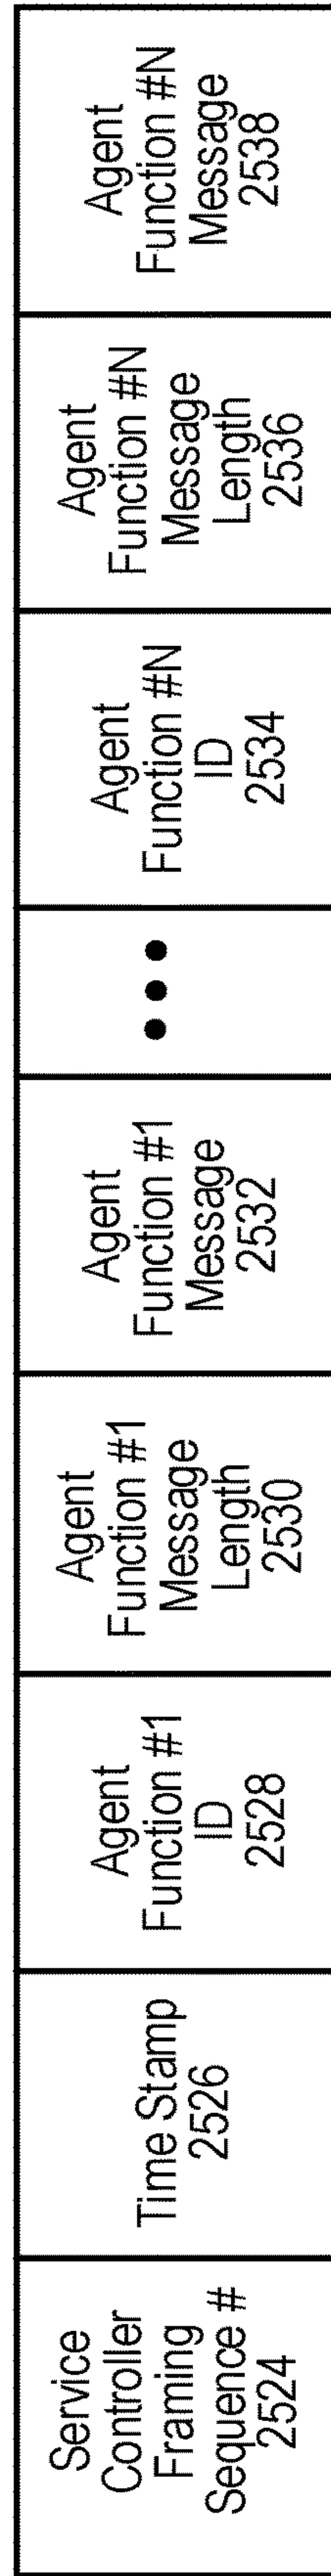 Service
Controller
Framing
Sequence #
2524
Time Stamp
2526
Agent
Function #1
ID
2528
Agent
Function #1
Message
Length
2530
Agent
Function #1
Message
2532
•••
Agent
Function #N
ID
2534
Agent
Function #N
Message
Length
2536
Agent
Function #N
Message
2538